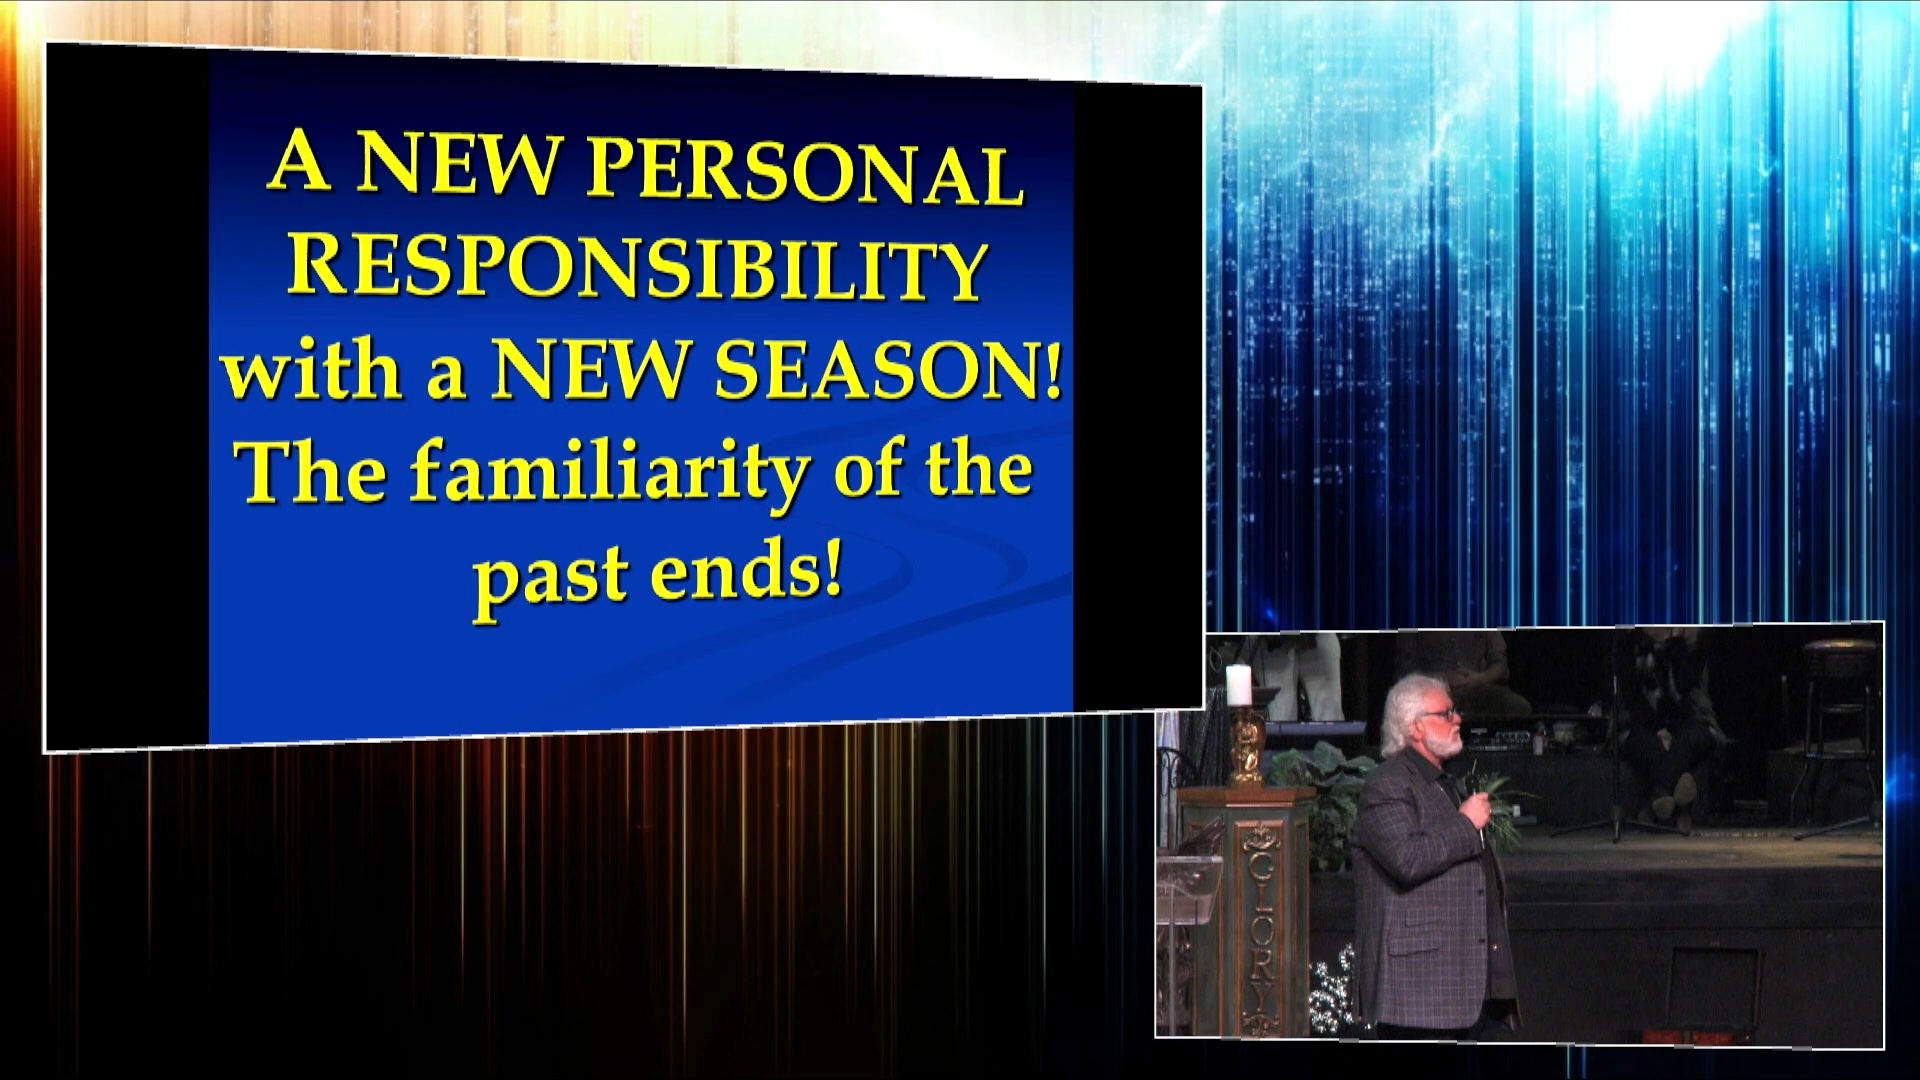 A NEW PERSONAL
RESPONSIBILITY
with a NEW SEASON!
The familiarity of the
past ends!
GLORY